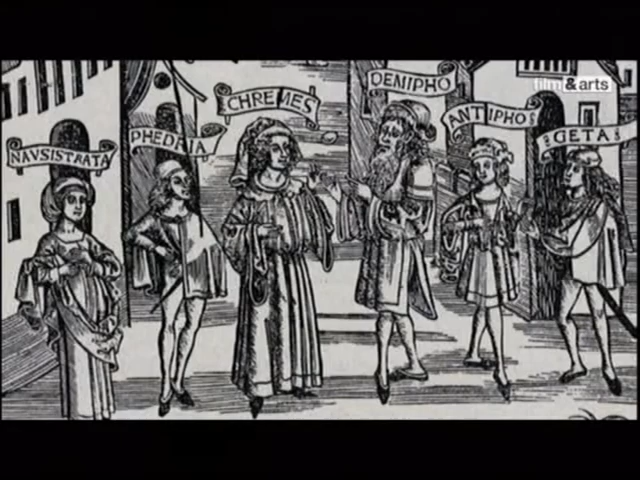 NAVSISTRATA
PHEDRIA
CHREMES
DEMIPHO
ANTIPHO
GETA
film&arts